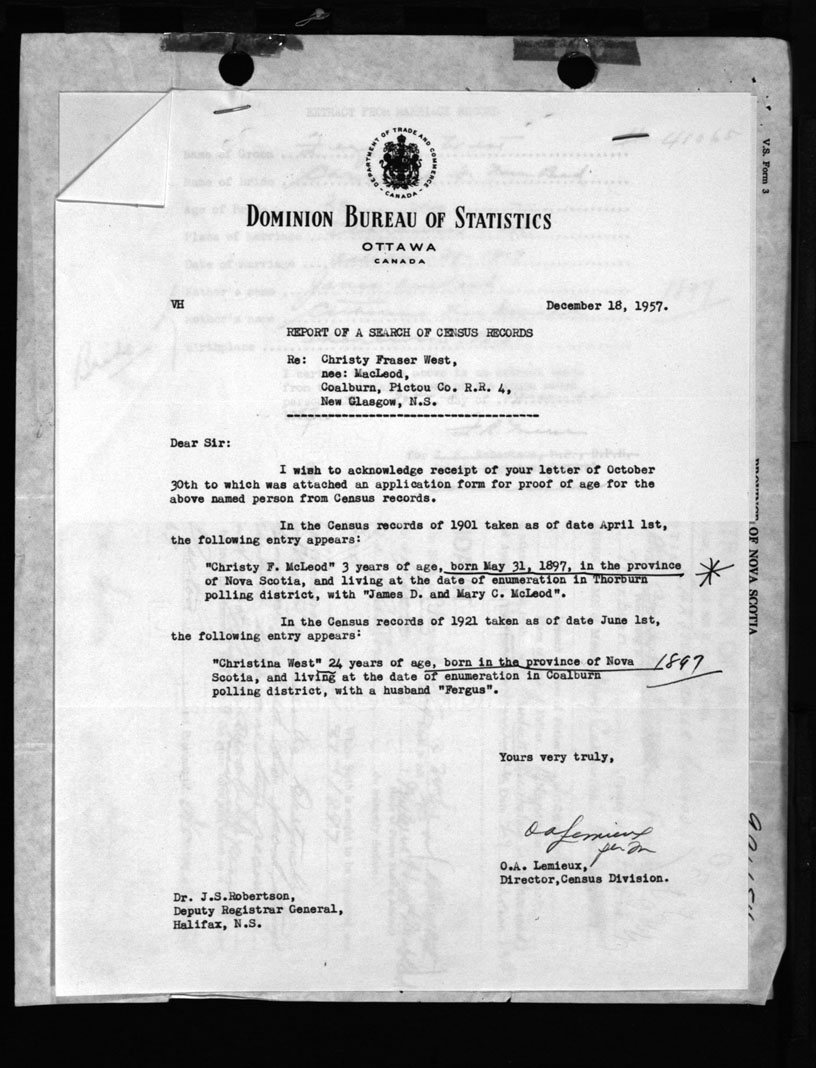 EXTRACT FROM MARRIAGE RECORD
V.S. Form 3
DEPARTMENT OF TRADE AND COMMERCE
CANADA
DOMINION BUREAU OF STATISTICS
OTTAWA
CANADA
VH
December 18, 1957.
REPORT OF A SEARCH OF CENSUS RECORDS
Re: Christy Fraser West,
nee: MacLeod,
Coalburn, Pictou Co. R.R. 4,
New Glasgow, N.S.
Dear Sir:
I wish to acknowledge receipt of your letter of October
30th to which was attached an application form for proof of age for the
above named person from Census records.
In the Census records of 1901 taken as of date April 1st,
the following entry appears:
"Christy F. McLeod" 3 years of age, born May 31, 1897, in the province
of Nova Scotia, and living at the date of enumeration in Thorburn
polling district, with "James D. and Mary C. McLeod".
In the Census records of 1921 taken as of date June 1st,
the following entry appears:
"Christina West" 24 years of age, born in the province of Nova 1897
Scotia, and living at the date of enumeration in Coalburn
polling district, with a husband "Fergus".
Yours very truly,
O A Lemieux
per
O.A. Lemieux,
Director,Census Division.
Dr. J.S.Robertson,
Deputy Registrar General,
Halifax, N.S.
OF NOVA SCOTIA